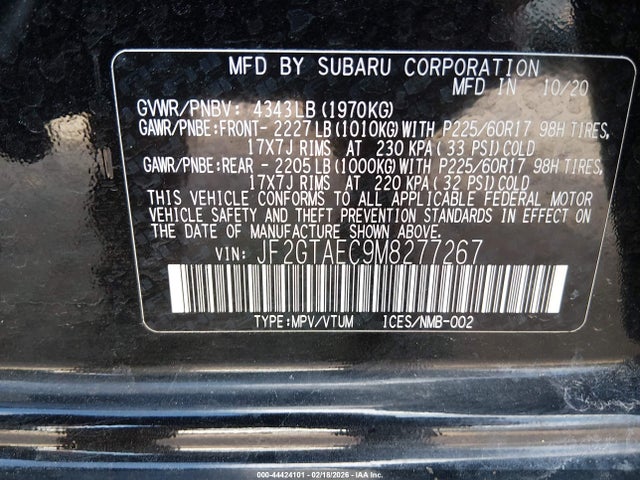 MFD BY SUBARU CORPORATION
MFD IN 10/20
GVWR/PNBV: 4343LB(1970KG)
GAWR/PNBE:FRONT- 2227LB(1010KG)WITH P225/60R17 98H TIRES,
17X7J RIMS AT 230 KPA(33 PSI)COLD
GAWR/PNBE:REAR - 2205LB(1000KG)WITH P225/60R17 98H TIRES,
17X7J RIMS AT 220 KPA(32 PSI)COLD
THIS VEHICLE CONFORMS TO ALL APPLICABLE FEDERAL MOTOR
VEHICLE SAFETY AND THEFT PREVENTION STANDARDS IN EFFECT ON
THE DATE OF MANUFACTURE SHOWN ABOVE.
VIN: JF2GTAEC9M8277267
TYPE:MPV/VTUM ICES/NMB-002
000-44424101 - 02/18/2026 - IAA Inc.